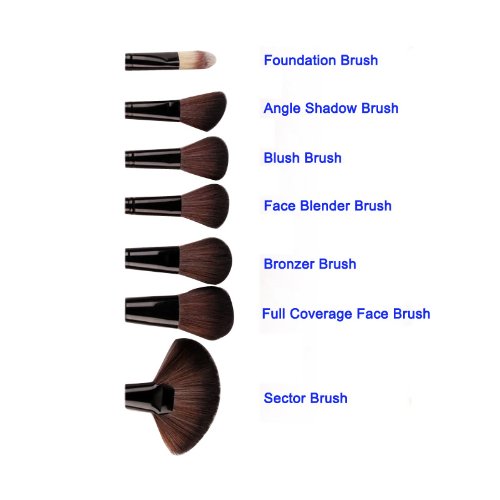 Foundation Brush
Angle Shadow Brush
Blush Brush
Face Blender Brush
Bronzer Brush
Full Coverage Face Brush
Sector Brush